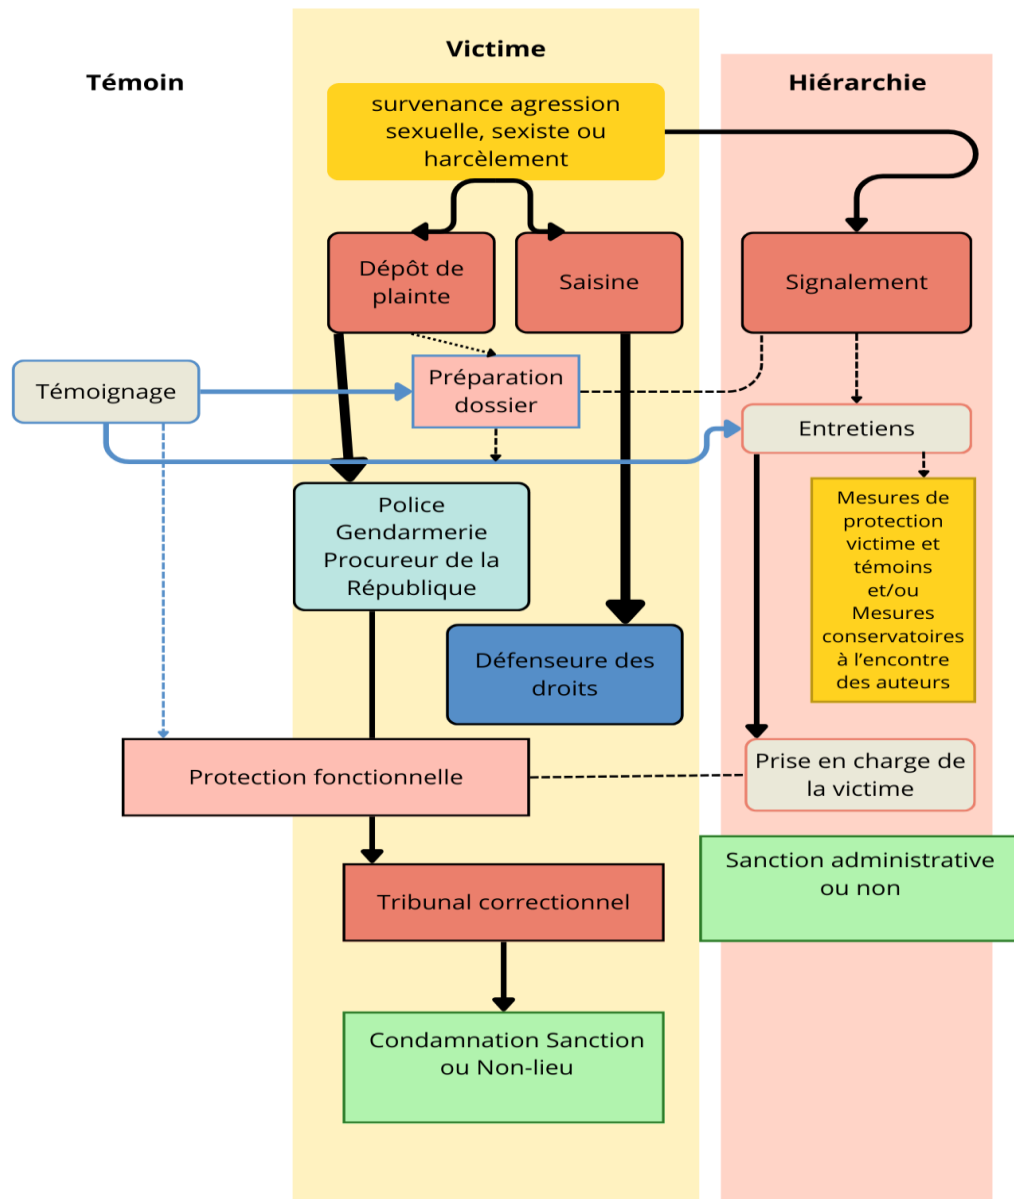 Témoin
Victime
Hiérarchie
survenance agression
sexuelle, sexiste ou
harcèlement
Dépôt de
plainte
Saisine
Signalement
Témoignage
Préparation
dossier
Entretiens
Police
Gendarmerie
Procureur de la
République
Mesures de
protection
victime et
témoins
et/ou
Mesures
conservatoires
à l'encontre
des auteurs
Défenseure des
droits
Protection fonctionnelle
Prise en charge de
la victime
Sanction administrative
ou non
Tribunal correctionnel
Condamnation Sanction
ou Non-lieu